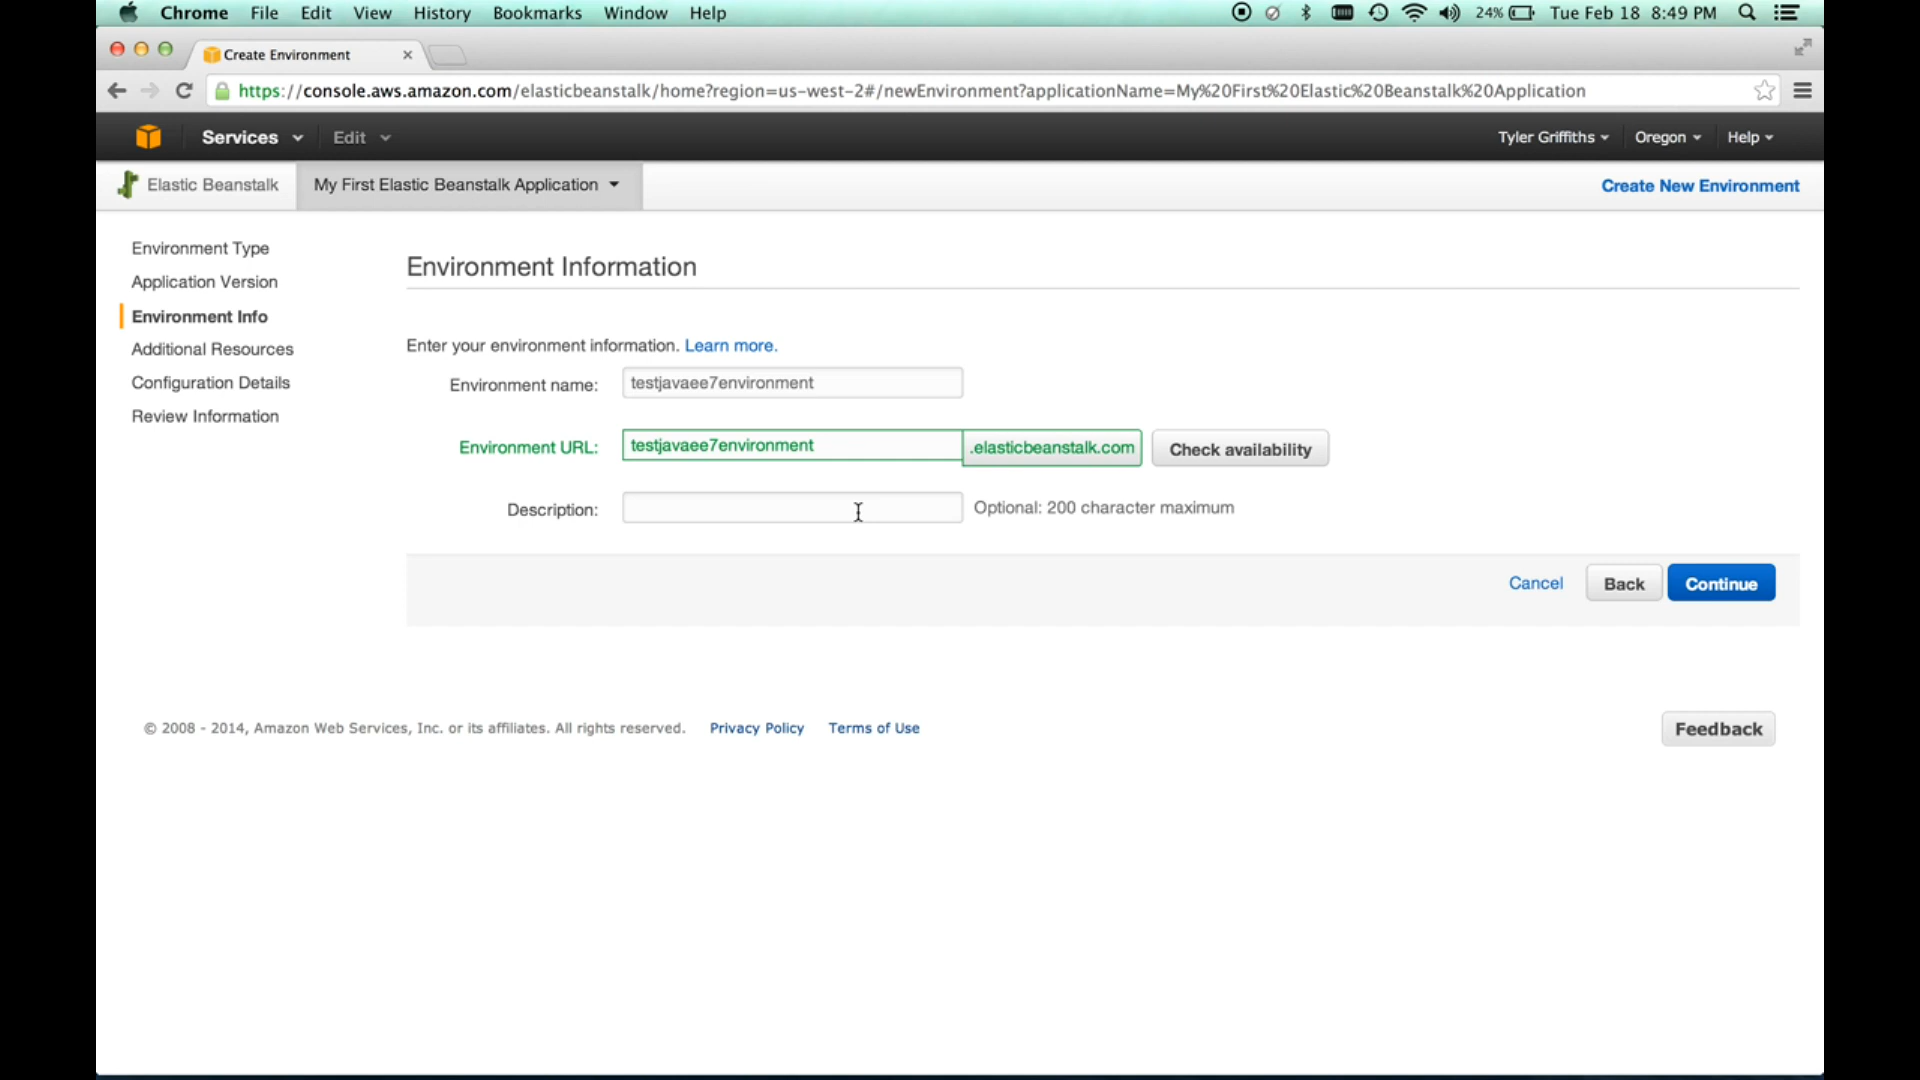 Chrome File Edit View History Bookmarks Window Help 24% Tue Feb 18 8:49 PM
Create Environment
https://console.aws.amazon.com/elasticbeanstalk/home?region=us-west-2#/newEnvironment?applicationName=My%20First%20Elastic%20Beanstalk%20Application
Services Edit Tyler Griffiths Oregon Help
Elastic Beanstalk My First Elastic Beanstalk Application Create New Environment
Environment Type
Application Version
Environment Info
Additional Resources
Configuration Details
Review Information
Environment Information
Enter your environment information. Learn more.
Environment name: testjavaee7environment
Environment URL: testjavaee7environment .elasticbeanstalk.com Check availability
Description: Optional: 200 character maximum
Cancel Back Continue
© 2008 - 2014, Amazon Web Services, Inc. or its affiliates. All rights reserved. Privacy Policy Terms of Use Feedback